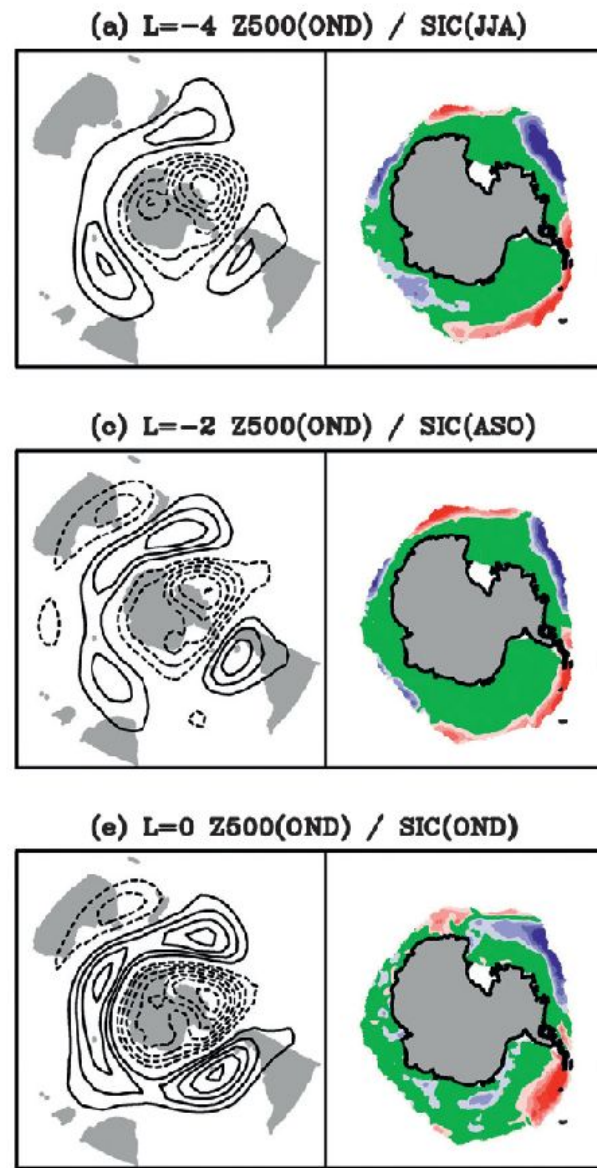 (a) L=-4 Z500(OND) / SIC(JJA)
(c) L=-2 Z500(OND) / SIC(ASO)
(e) L=0 Z500(OND) / SIC(OND)